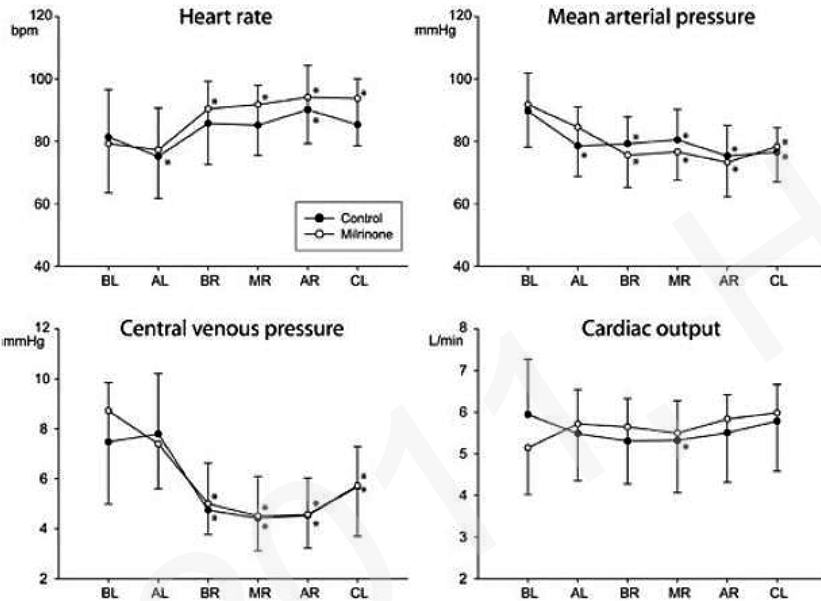 Heart rate
bpm
120
100
80
60
40
Control
Milrinone
BL AL BR MR AR CL
Mean arterial pressure
mmHg
120
100
80
60
40
BL AL BR MR AR CL
Central venous pressure
mmHg
12
10
8
6
4
2
BL AL BR MR AR CL
Cardiac output
L/min
8
7
6
5
4
3
2
BL AL BR MR AR CL
2011, H